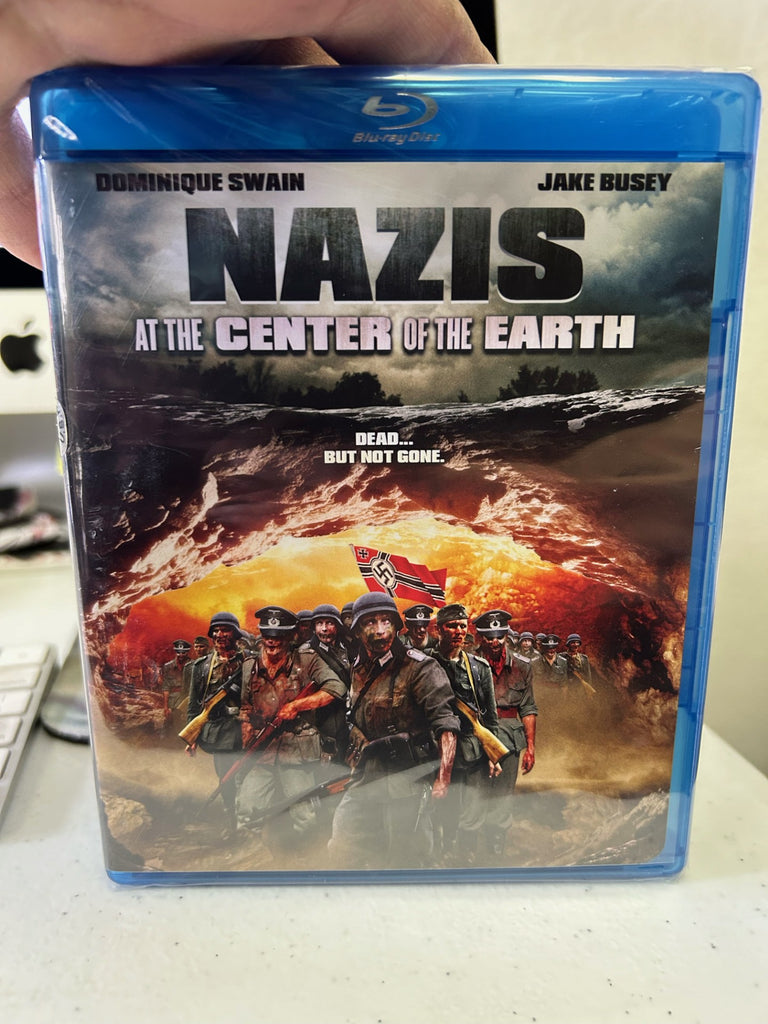 Blu-ray Disc
DOMINIQUE SWAIN JAKE BUSEY
NAZIS
AT THE CENTER OF THE EARTH
DEAD...
BUT NOT GONE.